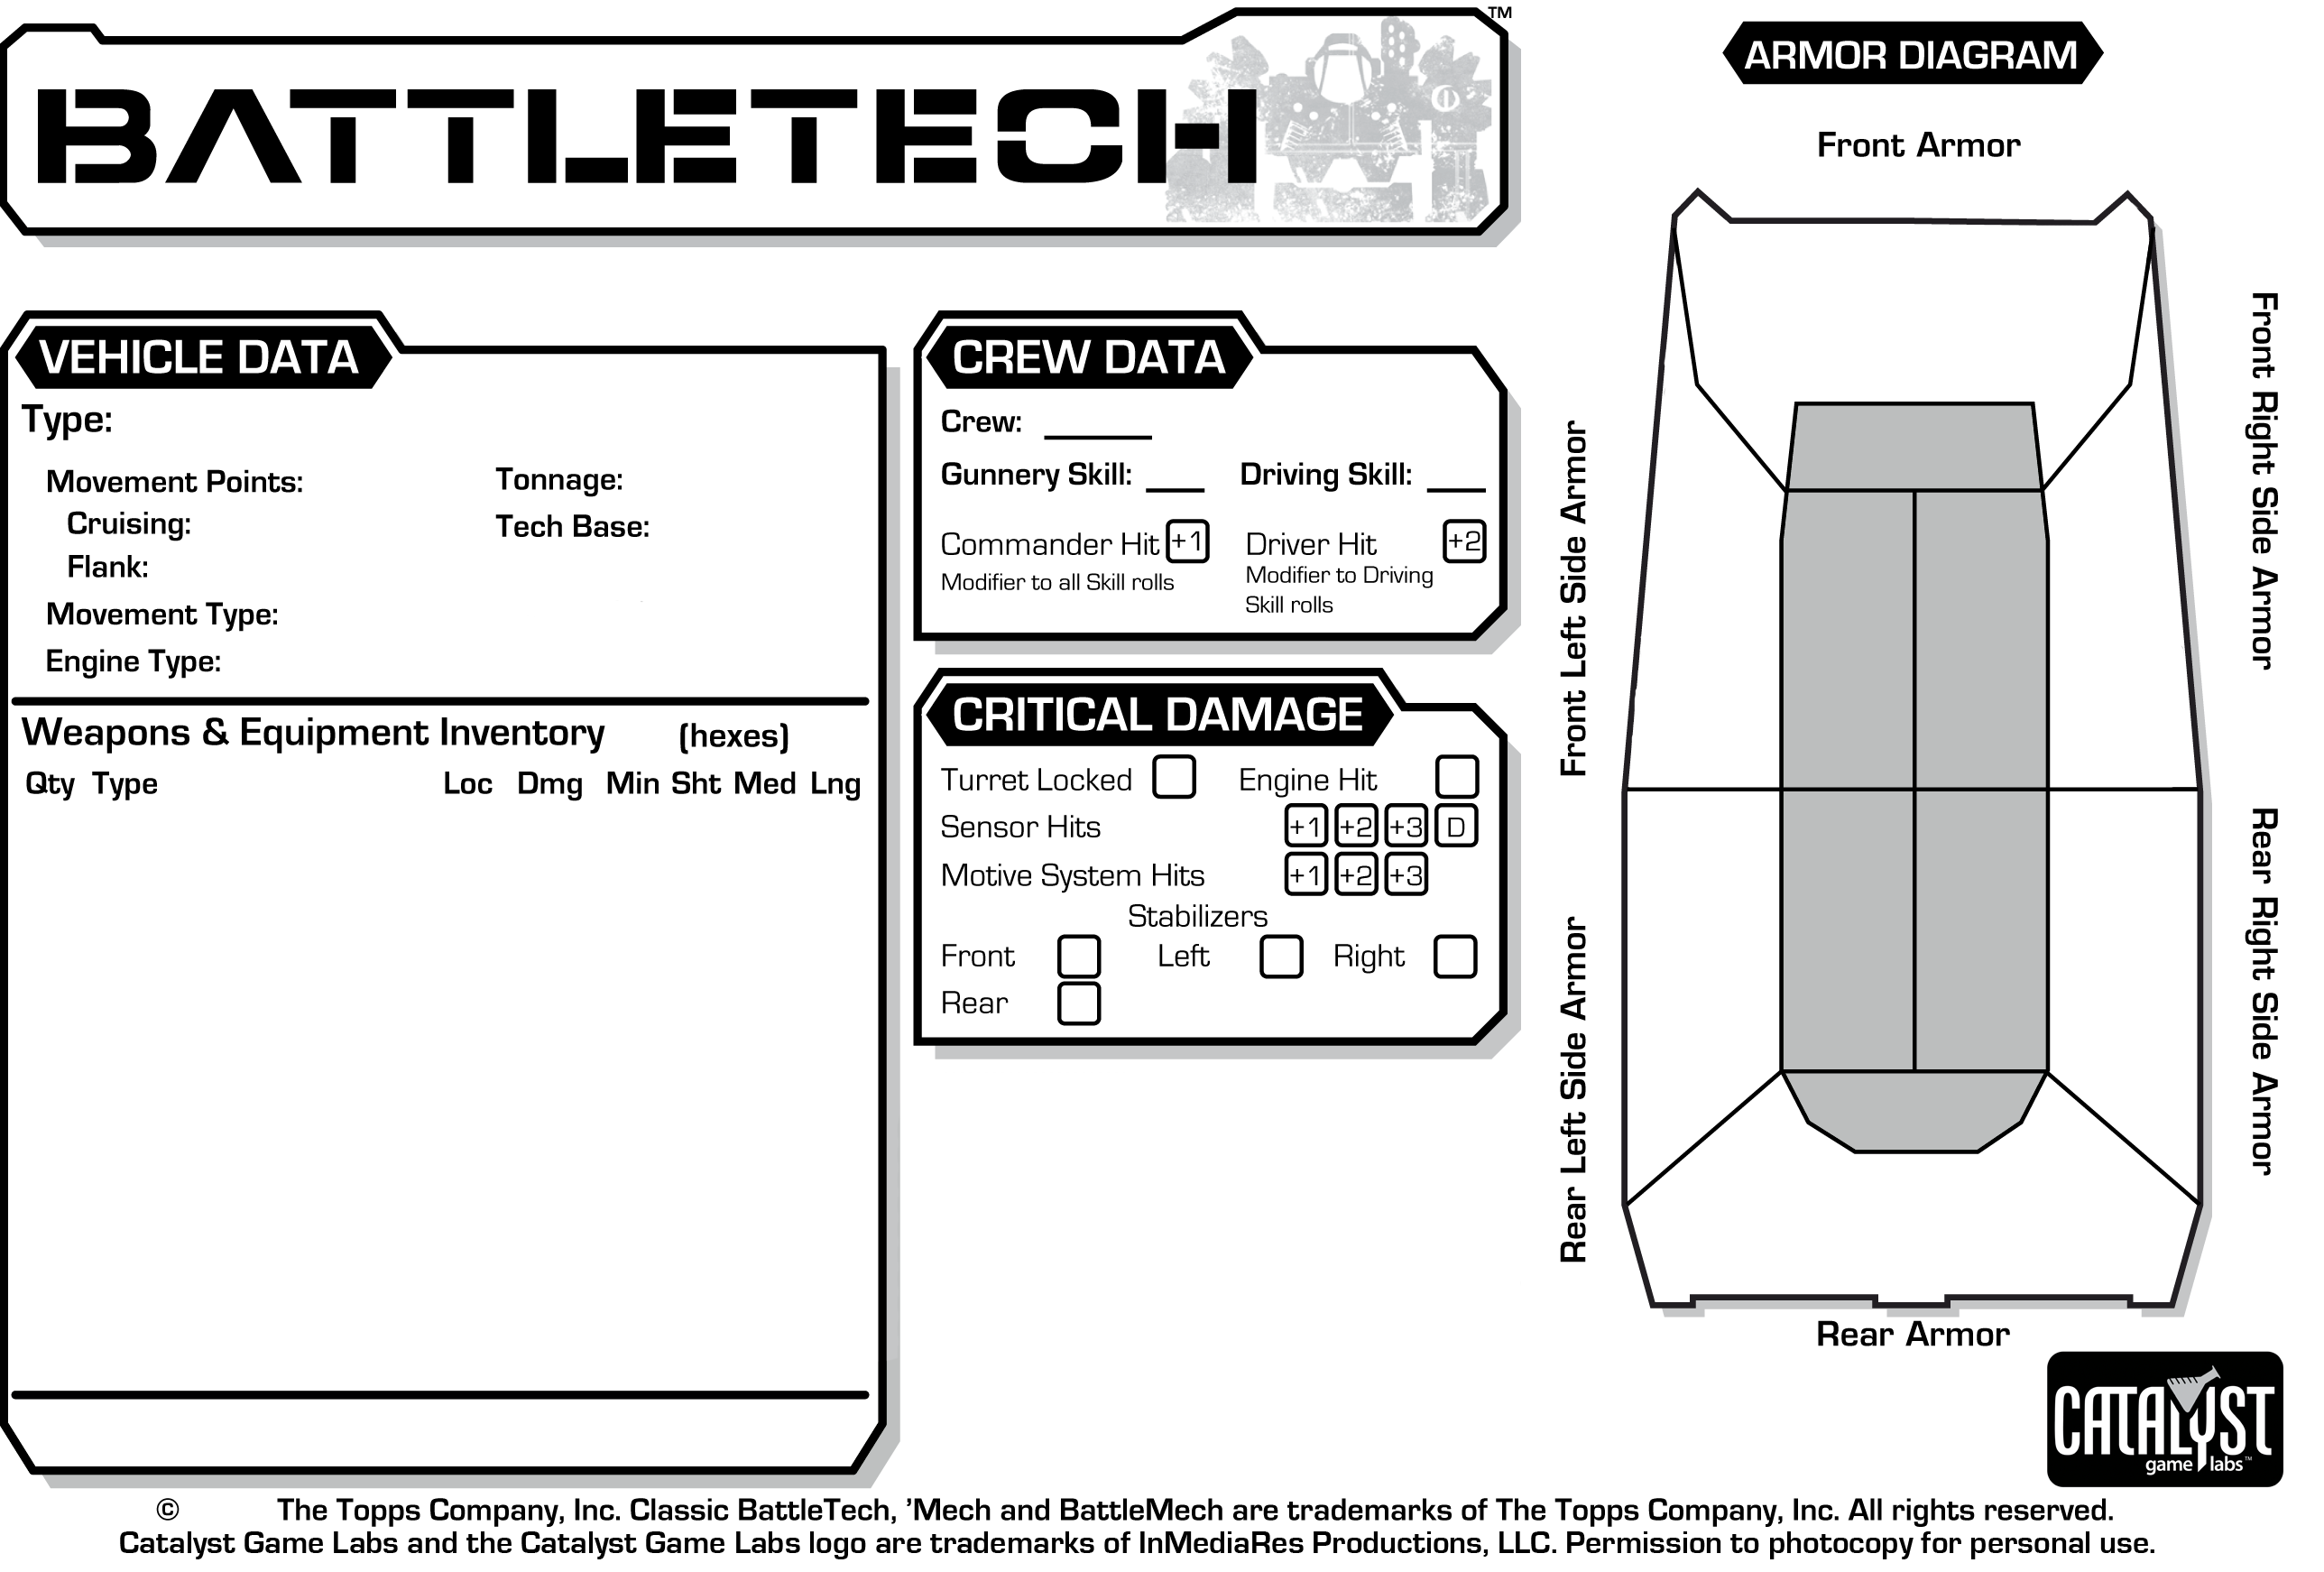 BATTLETECH
™
ARMOR DIAGRAM
Front Armor
Front Left Side Armor
Front Right Side Armor
Rear Left Side Armor
Rear Right Side Armor
Rear Armor
VEHICLE DATA
Type:
Movement Points:
Tonnage:
Cruising:
Tech Base:
Flank:
Movement Type:
Engine Type:
Weapons & Equipment Inventory (hexes)
Qty Type Loc Dmg Min Sht Med Lng
CREW DATA
Crew: ______
Gunnery Skill: ___ Driving Skill: ___
Commander Hit +1 Driver Hit +2
Modifier to all Skill rolls
Modifier to Driving
Skill rolls
CRITICAL DAMAGE
Turret Locked Engine Hit
Sensor Hits +1 +2 +3 D
Motive System Hits +1 +2 +3
Stabilizers
Front Left Right
Rear
CATALYST
game labs™
© The Topps Company, Inc. Classic BattleTech, ’Mech and BattleMech are trademarks of The Topps Company, Inc. All rights reserved.
Catalyst Game Labs and the Catalyst Game Labs logo are trademarks of InMediaRes Productions, LLC. Permission to photocopy for personal use.